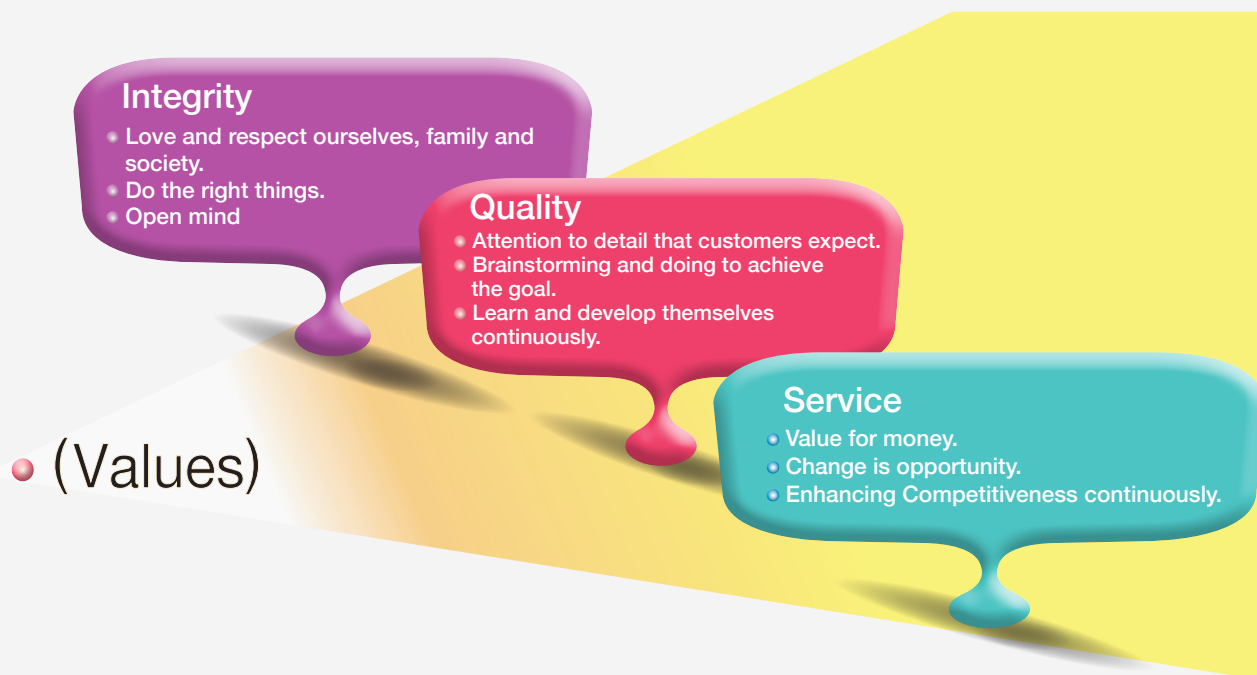 Integrity
Love and respect ourselves, family and
society.
Do the right things.
Open mind
Quality
Attention to detail that customers expect.
Brainstorming and doing to achieve
the goal.
Learn and develop themselves
continuously.
Service
Value for money.
Change is opportunity.
Enhancing Competitiveness continuously.
(Values)